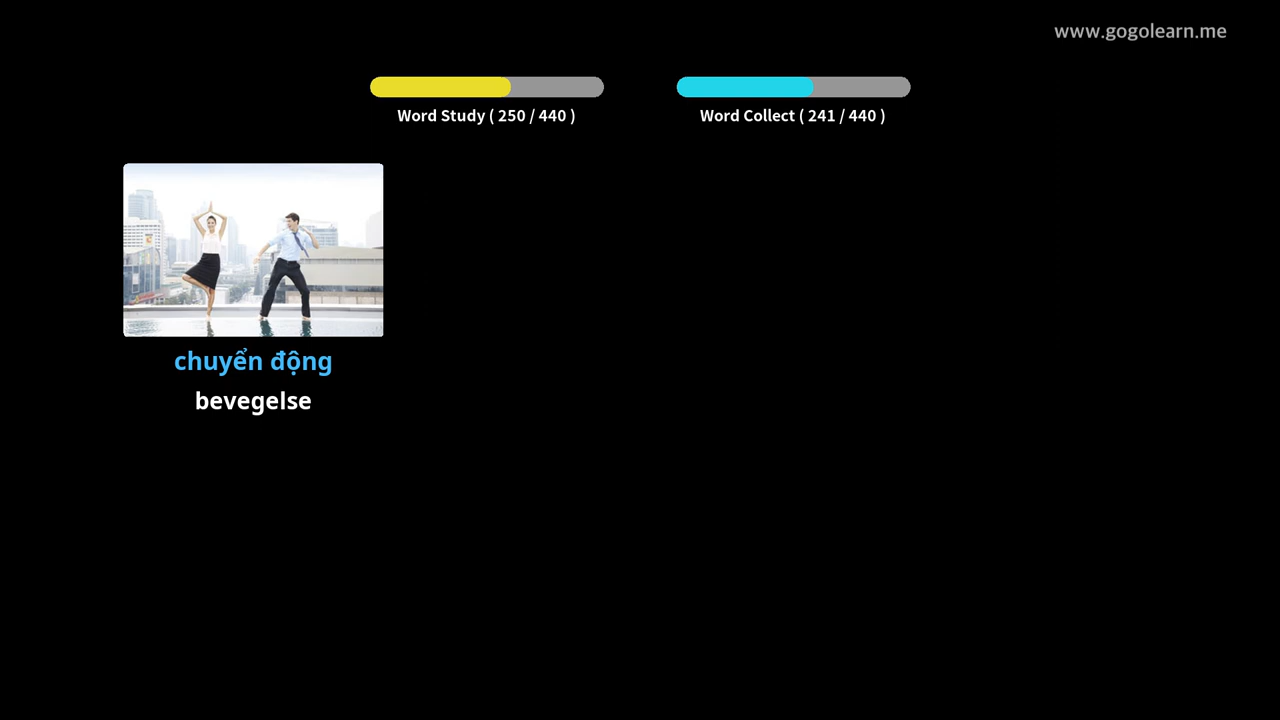 www.gogolearn.me
Word Study ( 250 / 440 )
Word Collect ( 241 / 440 )
chuyển động
bevegelse